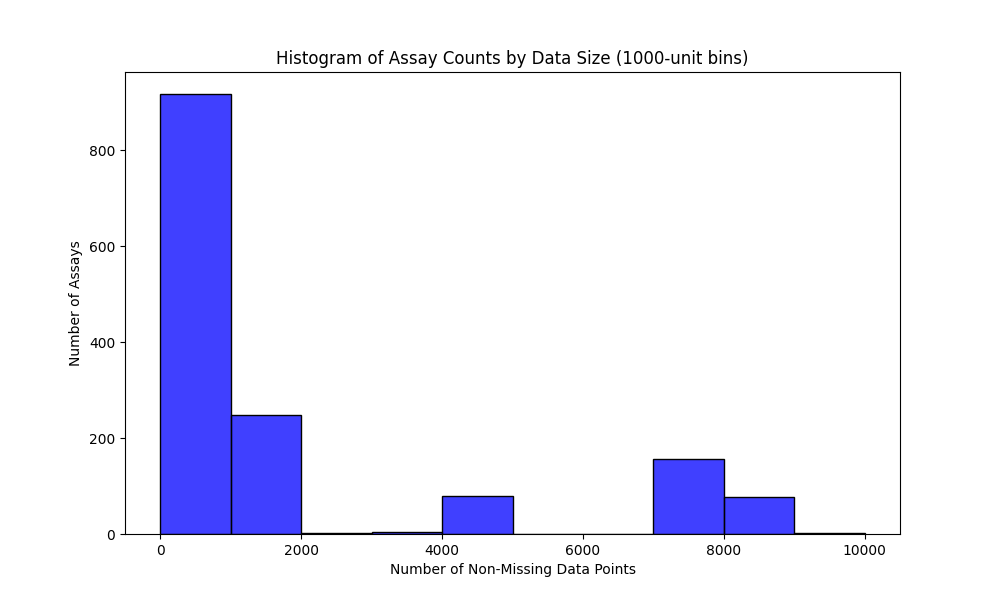 Histogram of Assay Counts by Data Size (1000-unit bins)
Number of Assays
800
600
400
200
0
0 2000 4000 6000 8000 10000
Number of Non-Missing Data Points